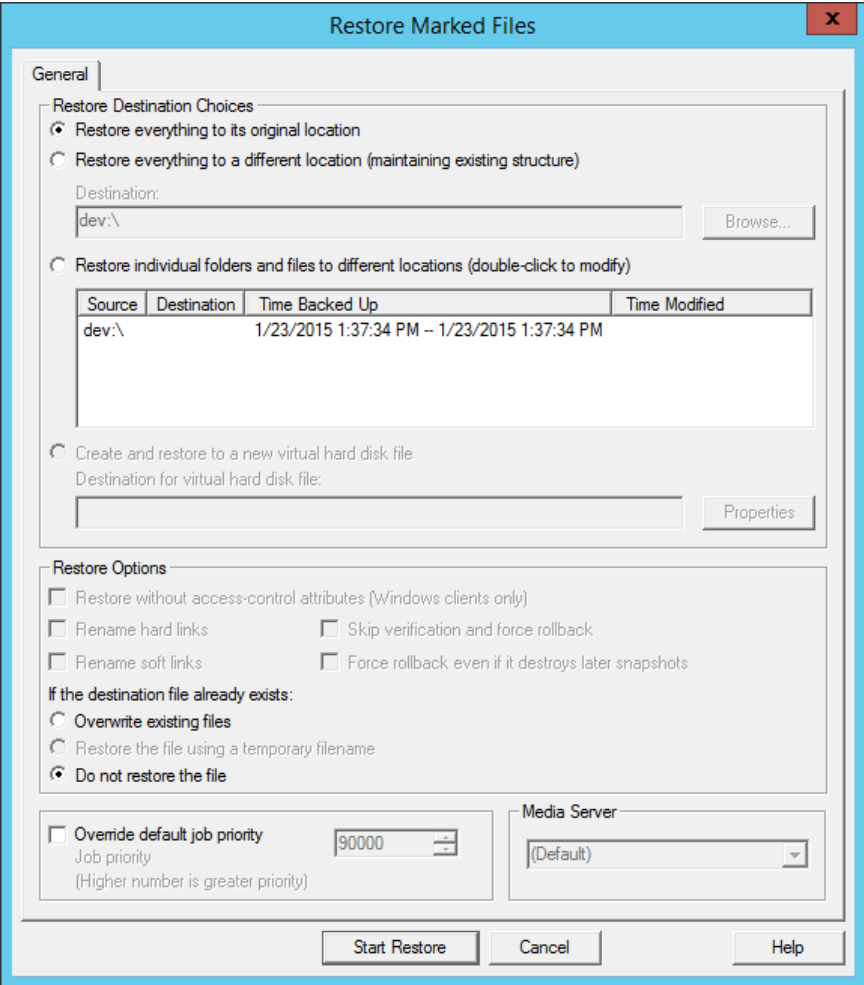 Restore Marked Files
x
General
Restore Destination Choices
Restore everything to its original location
Restore everything to a different location (maintaining existing structure)
Destination:
dev:\
Browse...
Restore individual folders and files to different locations (double-click to modify)
Source Destination Time Backed Up Time Modified
dev:\ 1/23/2015 1:37:34 PM -- 1/23/2015 1:37:34 PM
Create and restore to a new virtual hard disk file
Destination for virtual hard disk file:
Properties
Restore Options
Restore without access-control attributes (Windows clients only)
Rename hard links Skip verification and force rollback
Rename soft links Force rollback even if it destroys later snapshots
If the destination file already exists:
Overwrite existing files
Restore the file using a temporary filename
Do not restore the file
Override default job priority
90000
Job priority
(Higher number is greater priority)
Media Server
(Default)
Start Restore Cancel Help